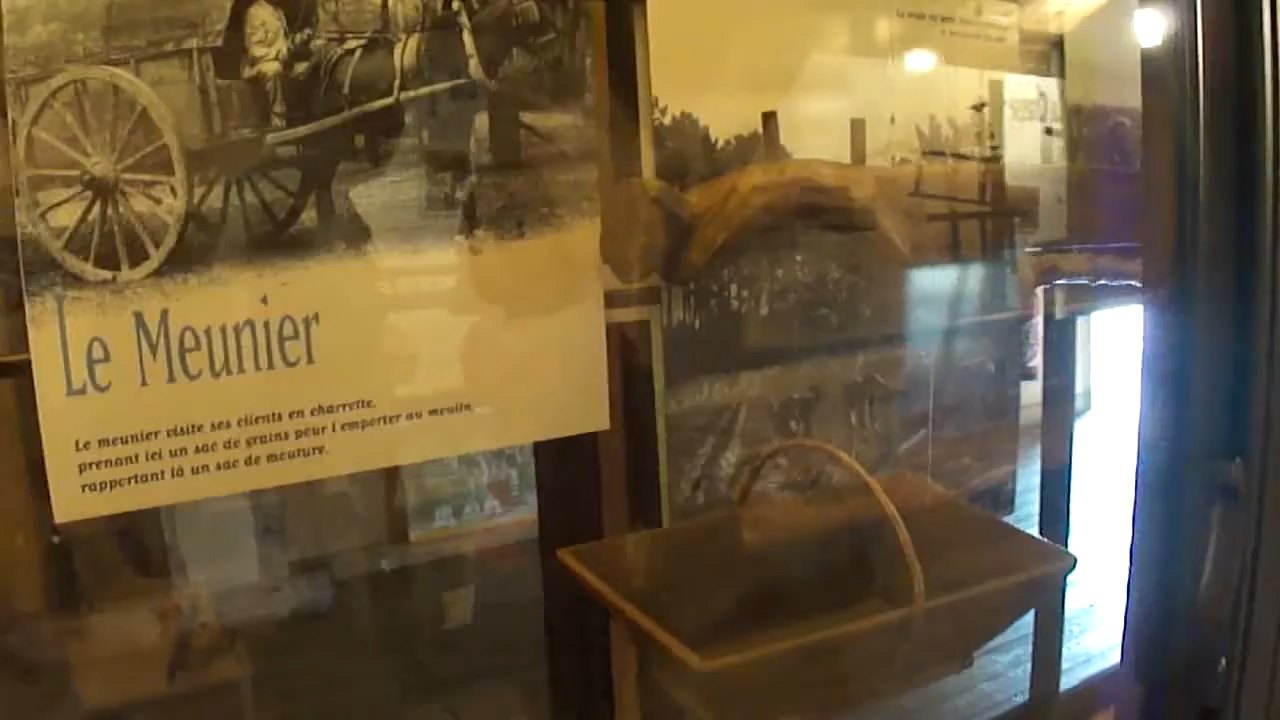 Le Meunier
Le meunier visite ses clients en charrette,
prenant ici un sac de grains pour l'emporter au moulin,
rapportant là un sac de mouture.